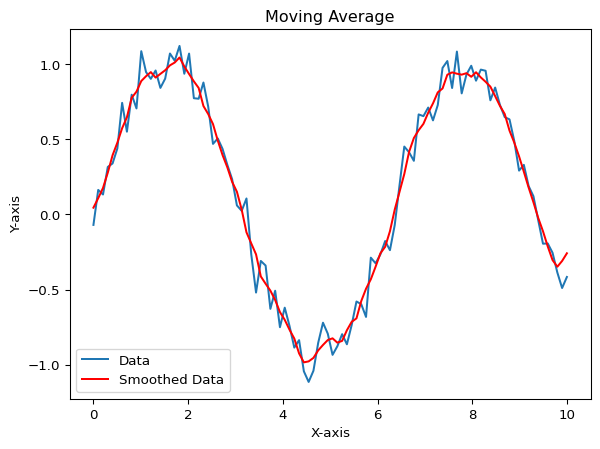 Moving Average
1.0
0.5
0.0
−0.5
−1.0
Y-axis
Data
Smoothed Data
0 2 4 6 8 10
X-axis